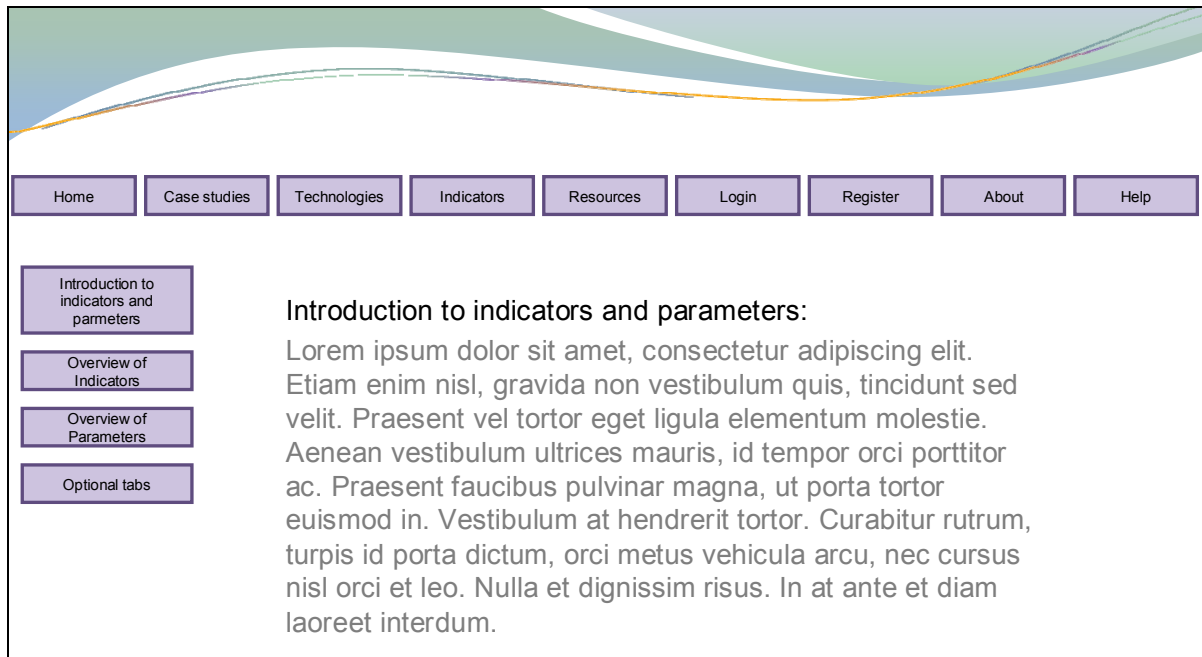 Home
Case studies
Technologies
Indicators
Resources
Login
Register
About
Help
Introduction to
indicators and
parmeters
Overview of
Indicators
Overview of
Parameters
Optional tabs
Introduction to indicators and parameters:
Lorem ipsum dolor sit amet, consectetur adipiscing elit.
Etiam enim nisl, gravida non vestibulum quis, tincidunt sed
velit. Praesent vel tortor eget ligula elementum molestie.
Aenean vestibulum ultrices mauris, id tempor orci porttitor
ac. Praesent faucibus pulvinar magna, ut porta tortor
euismod in. Vestibulum at hendrerit tortor. Curabitur rutrum,
turpis id porta dictum, orci metus vehicula arcu, nec cursus
nisl orci et leo. Nulla et dignissim risus. In at ante et diam
laoreet interdum.